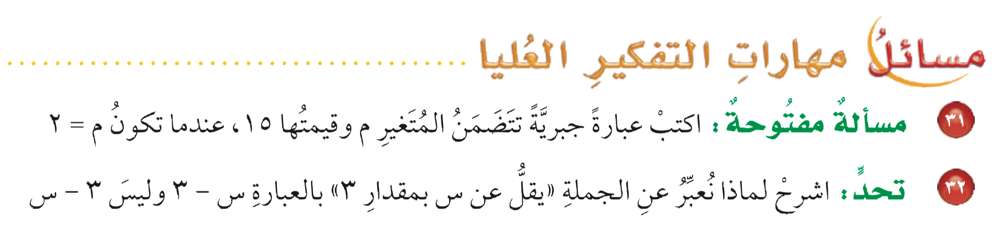 مسائلُ مهاراتِ التفكيرِ العُليا
٣١ مسألةٌ مفتُوحةٌ: اكتبْ عبارةً جبريَّةً تتَضَمَنُ المُتَغيرِ م وقيمتُها ١٥، عندما تكونُ م = ٢
٣٢ تحدٍّ: اشرحْ لماذا نُعبِّرُ عنِ الجملةِ «يقلُّ عن س بمقدارِ ٣» بالعبارةِ س – ٣ وليسَ ٣ – س